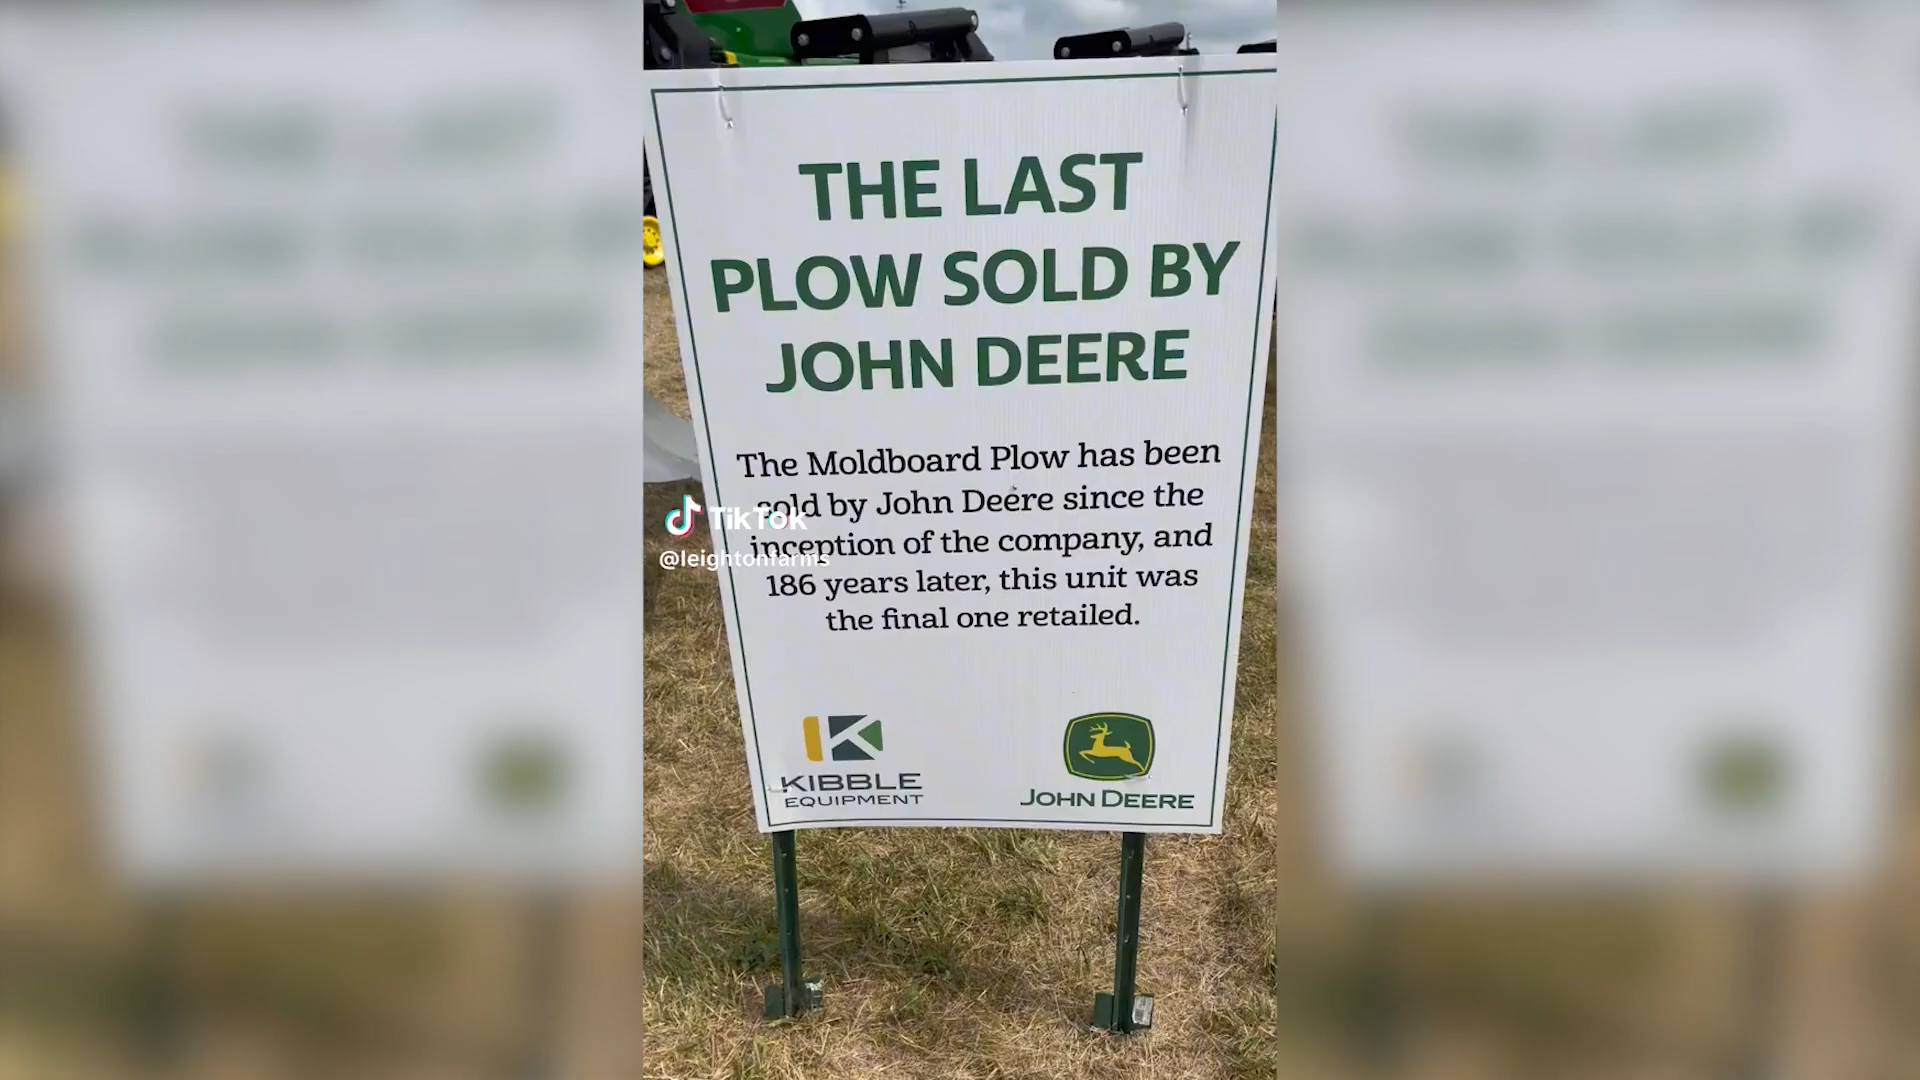 THE LAST
PLOW SOLD BY
JOHN DEERE
The Moldboard Plow has been
sold by John Deere since the
inception of the company, and
186 years later, this unit was
the final one retailed.
TikTok
@leightonfarms
KIBBLE
EQUIPMENT
JOHN DEERE